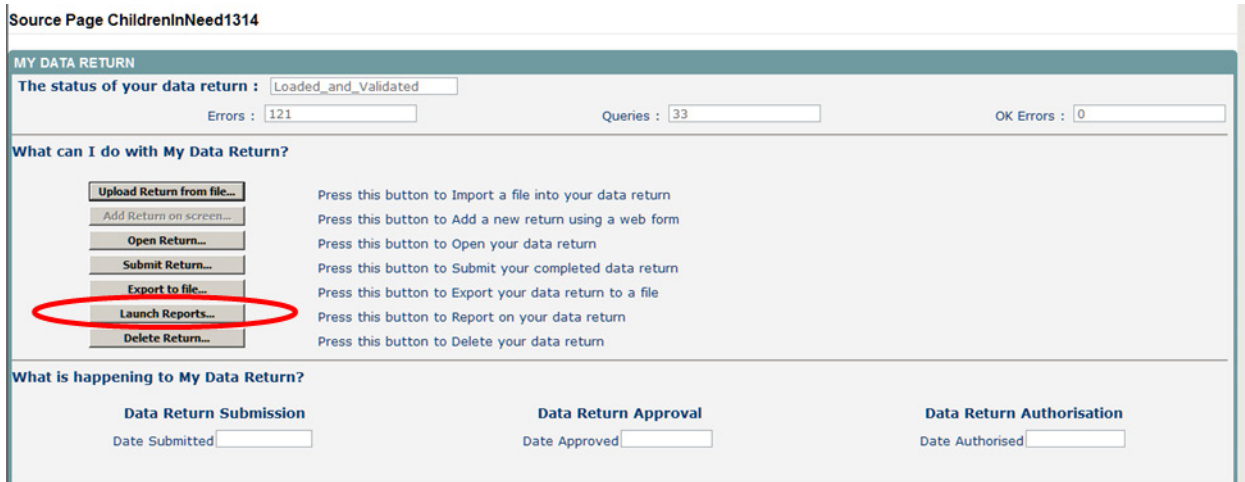 Source Page ChildrenInNeed1314
MY DATA RETURN
The status of your data return : Loaded_and_Validated
Errors : 121 Queries : 33 OK Errors : 0
What can I do with My Data Return?
Upload Return from file... Press this button to Import a file into your data return
Add Return on screen... Press this button to Add a new return using a web form
Open Return... Press this button to Open your data return
Submit Return... Press this button to Submit your completed data return
Export to file... Press this button to Export your data return to a file
Launch Reports... Press this button to Report on your data return
Delete Return... Press this button to Delete your data return
What is happening to My Data Return?
Data Return Submission Data Return Approval Data Return Authorisation
Date Submitted Date Approved Date Authorised